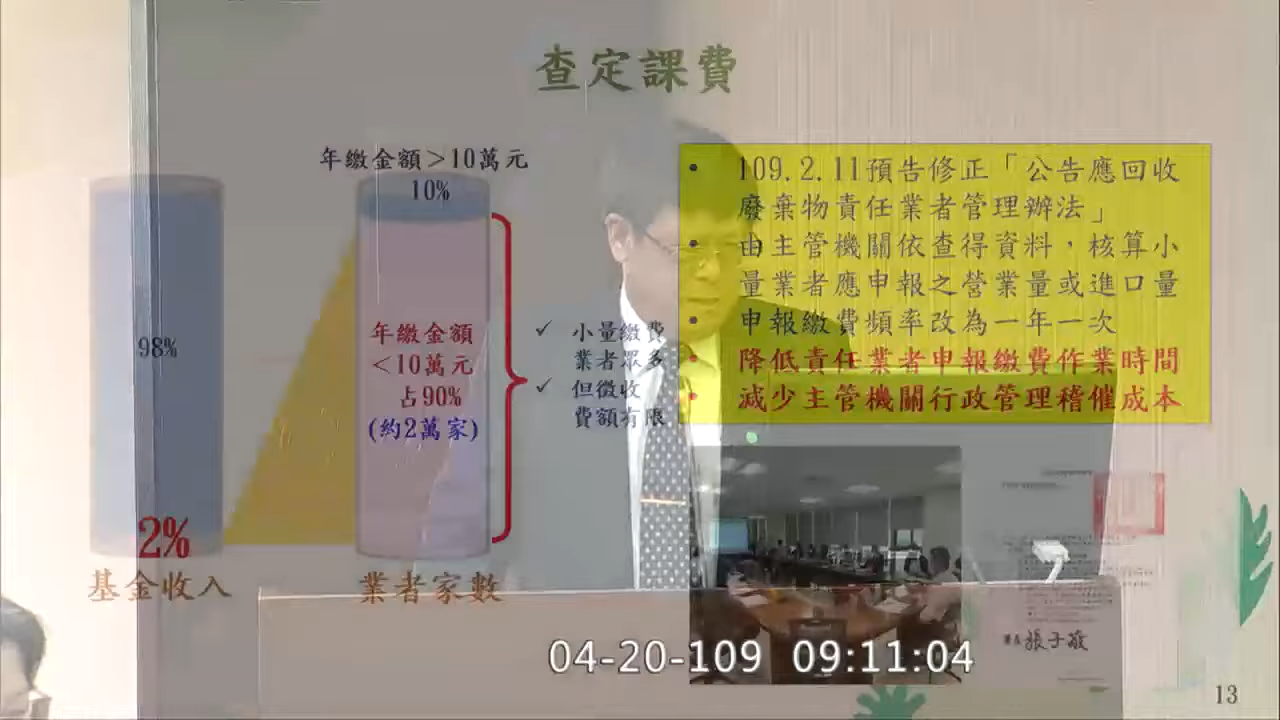 查定課費
年繳金額＞10萬元
10%
98%
年繳金額
＜10萬元
占90%
(約2萬家)
2%
基金收入
業者家數
✓ 小量繳費
業者眾多
✓ 但徵收
費額有限
• 109.2.11預告修正「公告應回收
廢棄物責任業者管理辦法」
• 由主管機關依查得資料，核算小
量業者應申報之營業量或進口量
• 申報繳費頻率改為一年一次
• 降低責任業者申報繳費作業時間
• 減少主管機關行政管理稽催成本
署長 張子敬
04-20-109 09:11:04
13